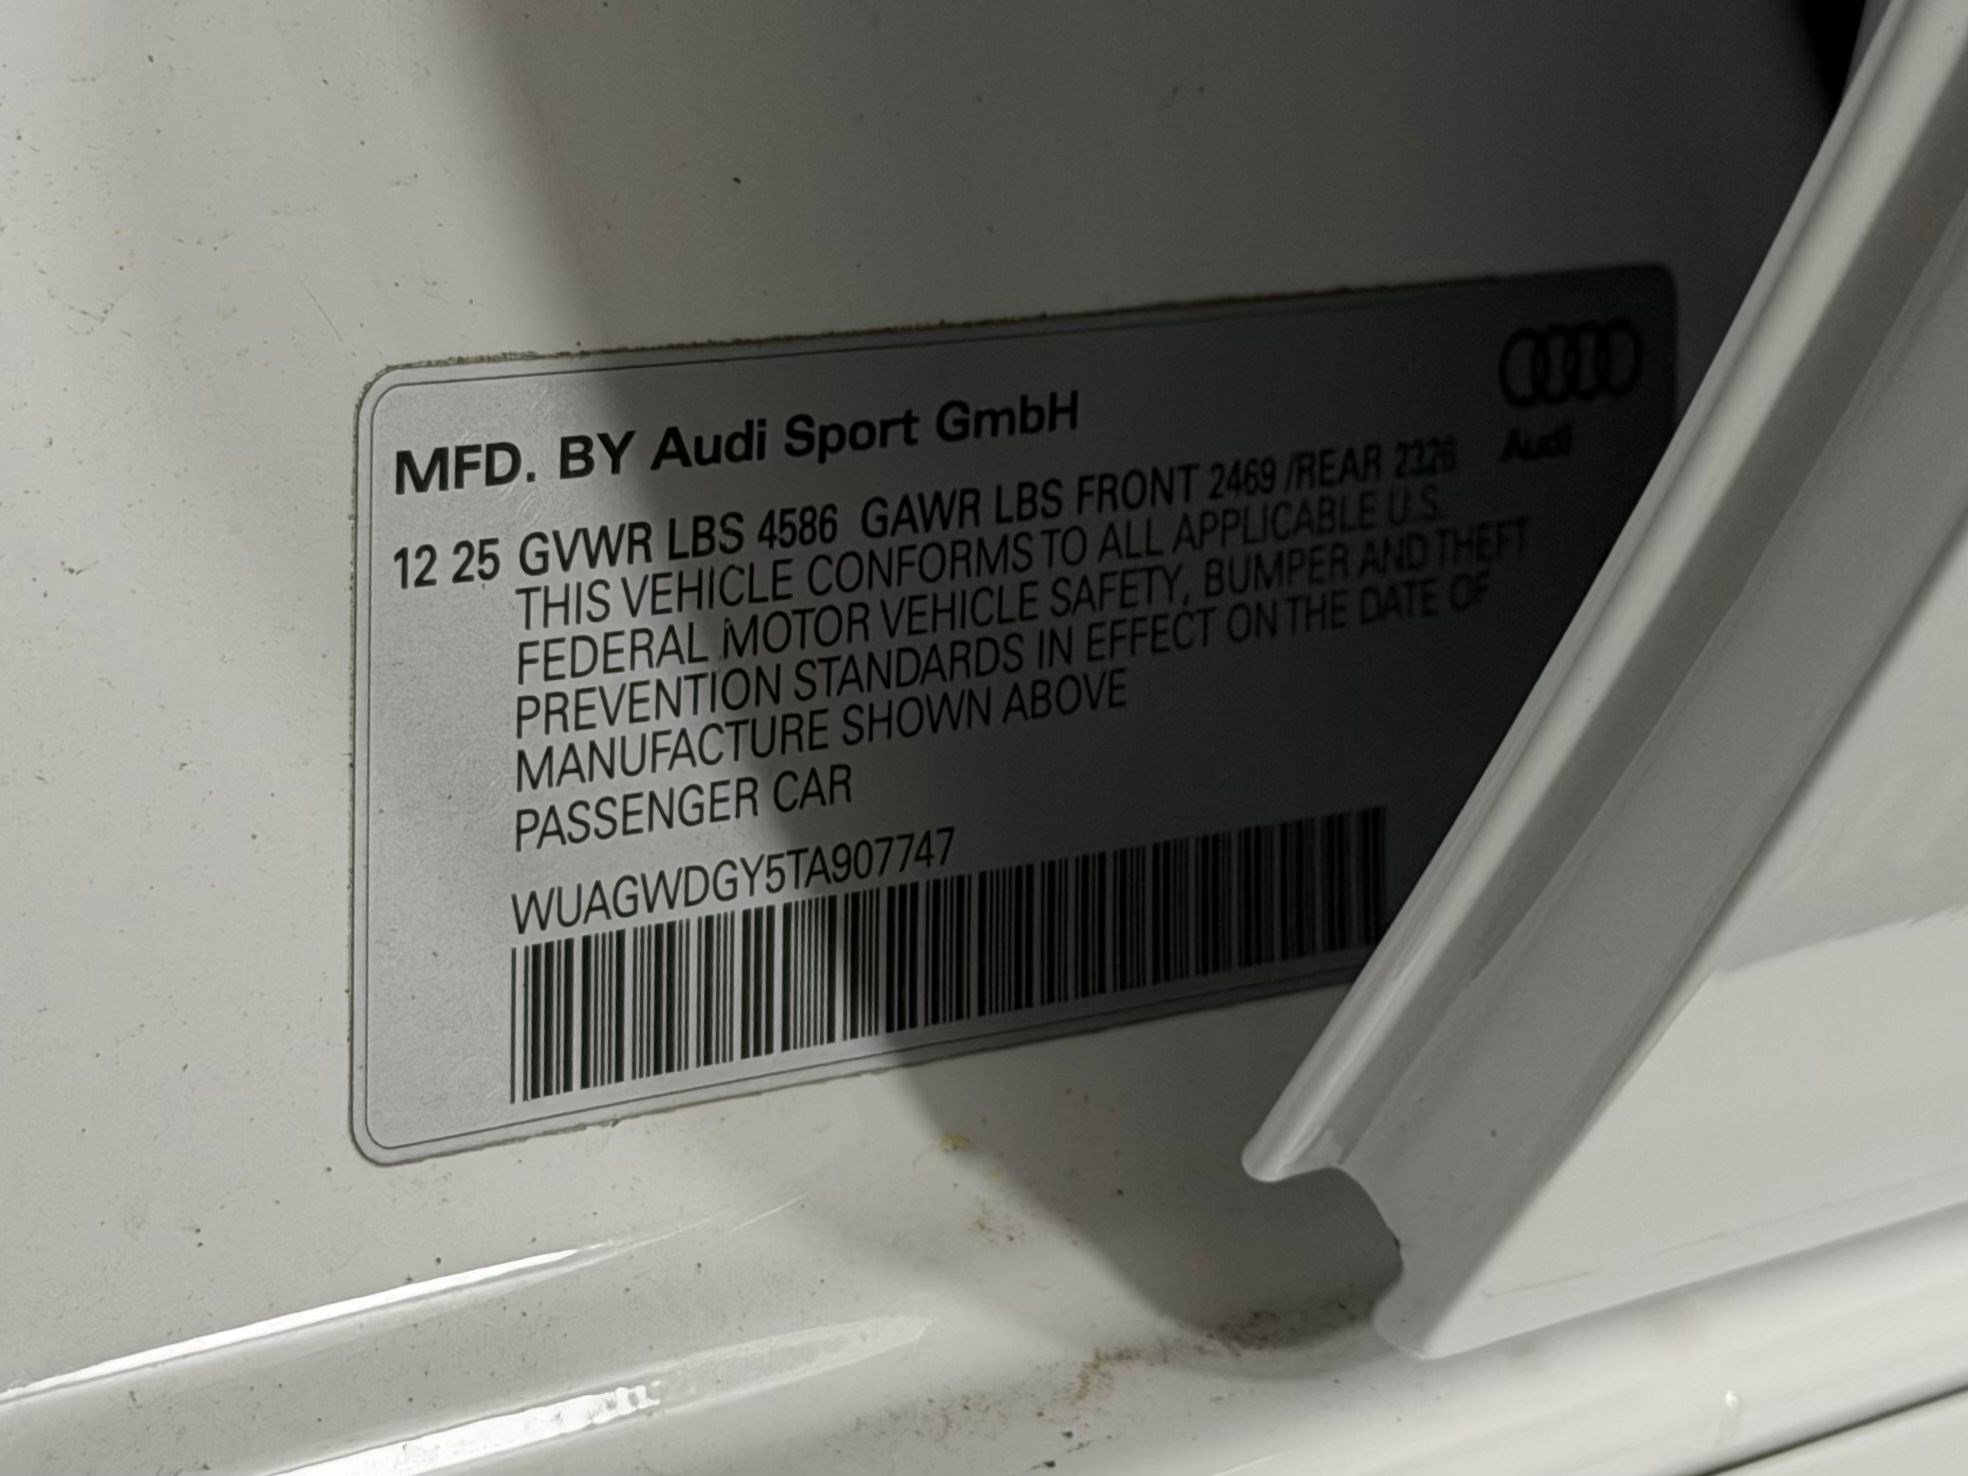 MFD. BY Audi Sport GmbH
Audi
12 25 GVWR LBS 4586 GAWR LBS FRONT 2469 /REAR 2326
THIS VEHICLE CONFORMS TO ALL APPLICABLE U.S.
FEDERAL MOTOR VEHICLE SAFETY, BUMPER AND THEFT
PREVENTION STANDARDS IN EFFECT ON THE DATE OF
MANUFACTURE SHOWN ABOVE
PASSENGER CAR
WUAGWDGY5TA907747